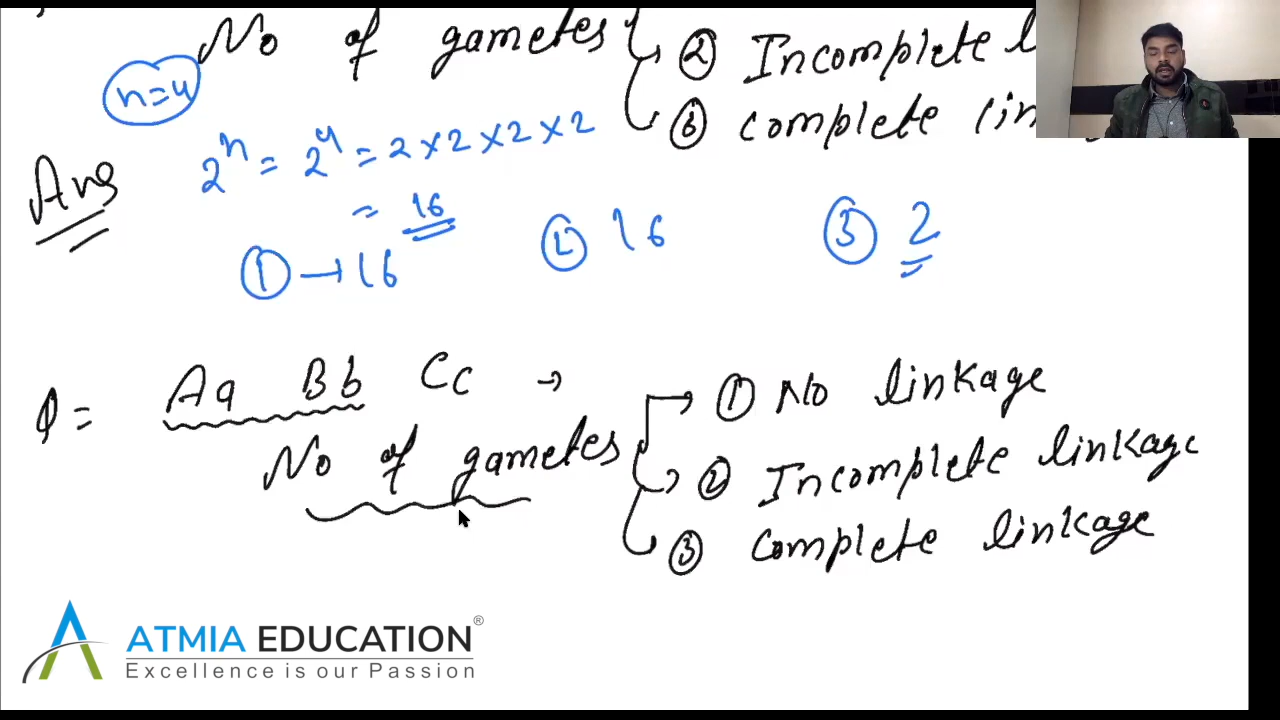 No of gametes ② Incomplete l
n=4
③ complete lin
2ⁿ = 2⁴ = 2 × 2 × 2 × 2
Ans
= 16
① → 16 ② 16 ③ 2
Q = Aa Bb Cc → ① No linkage
No of gametes ② Incomplete linkage
③ complete linkage
ATMIA EDUCATION®
Excellence is our Passion